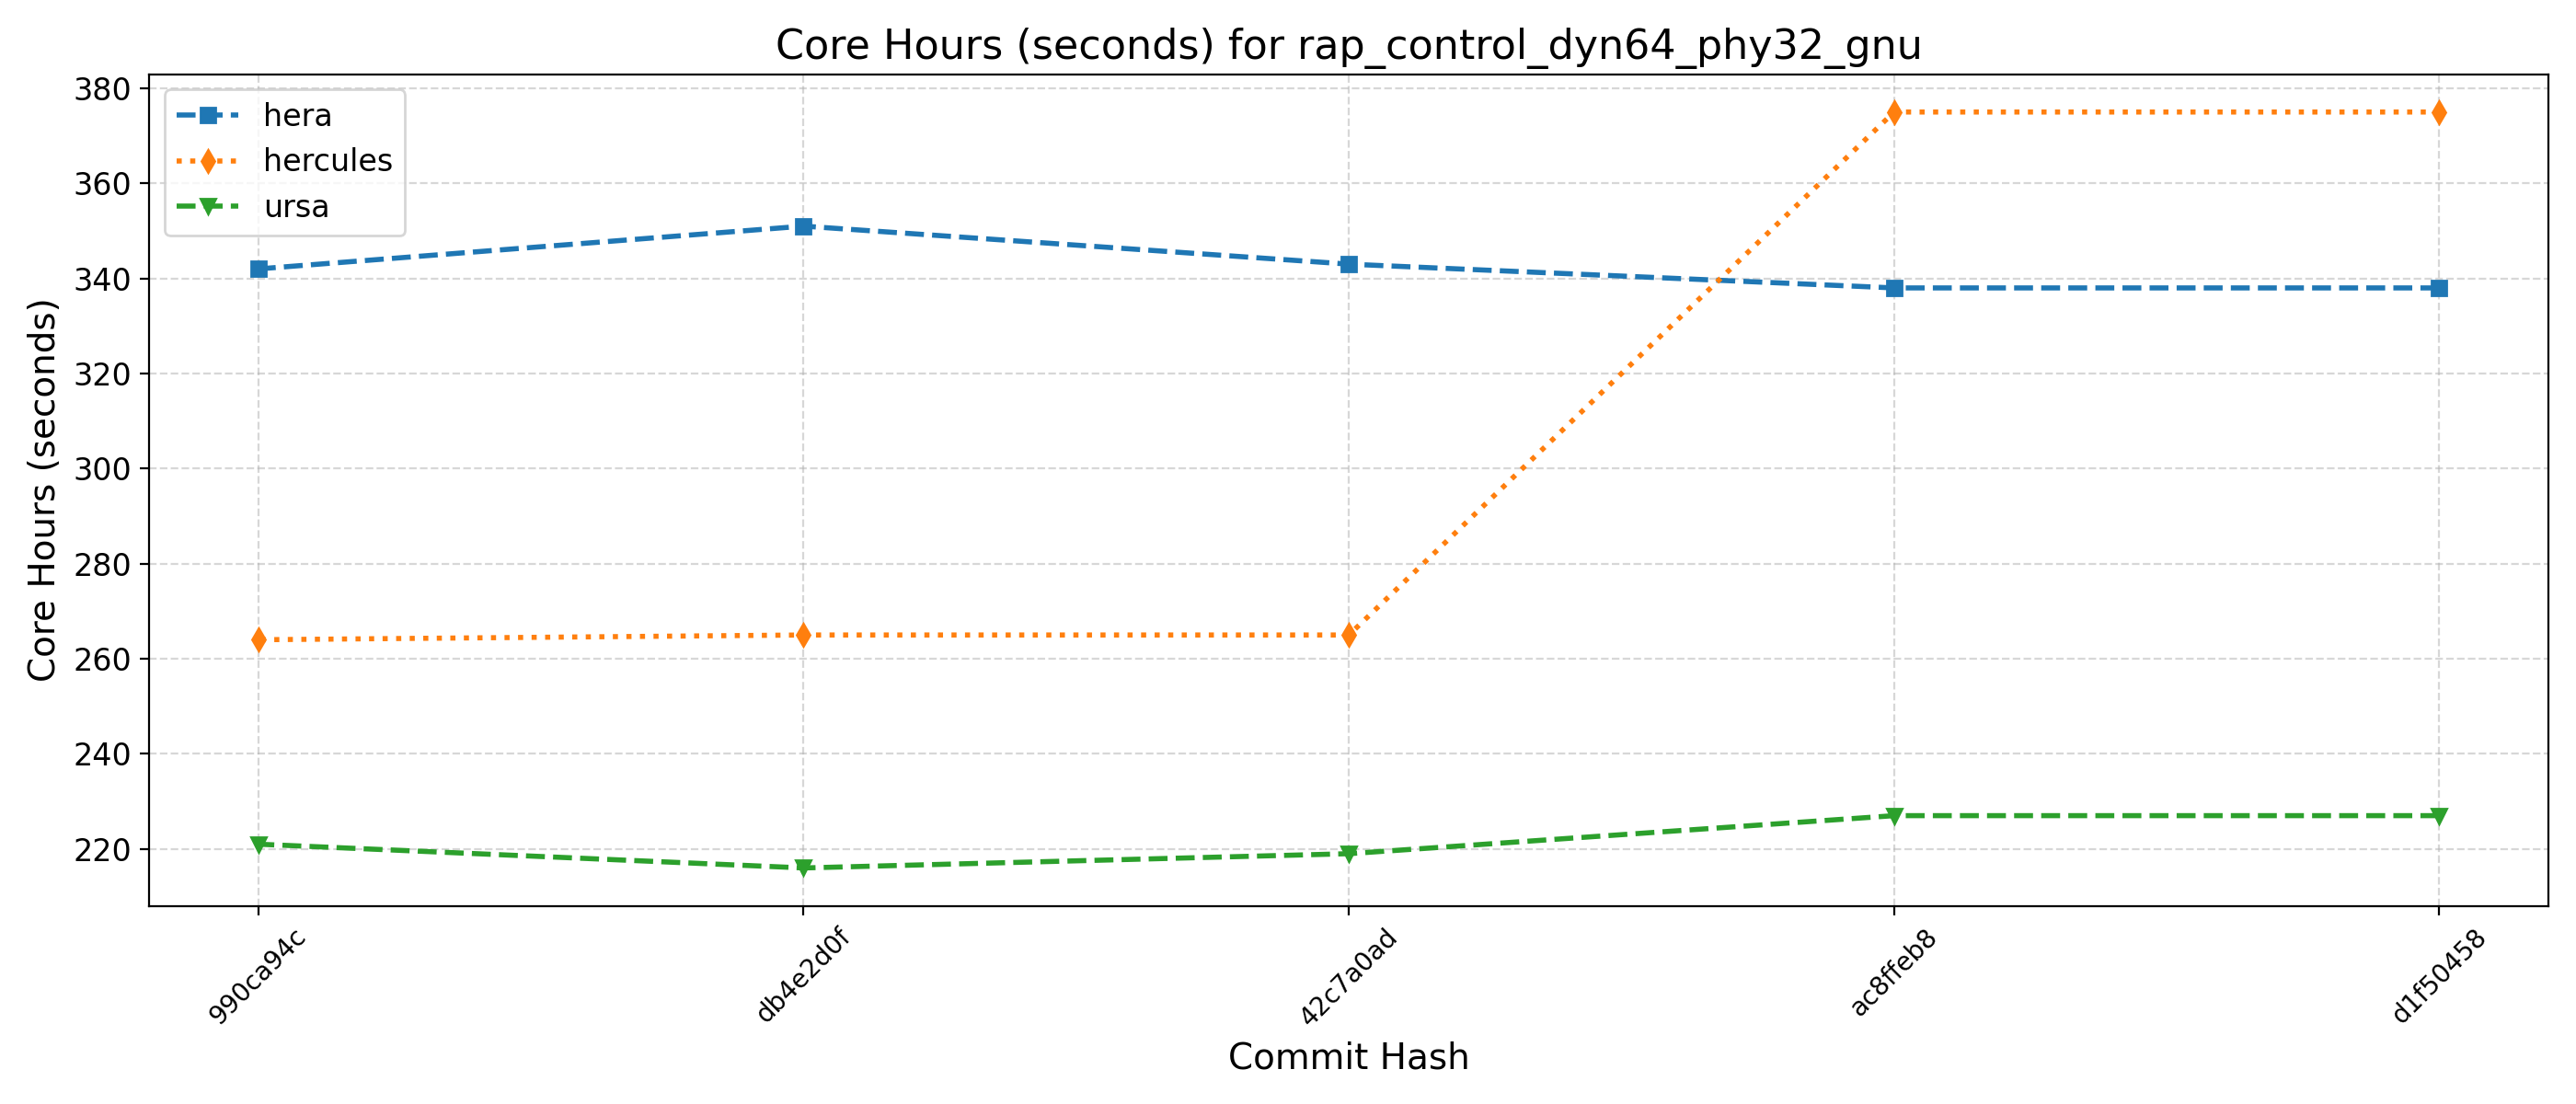 Core Hours (seconds) for rap_control_dyn64_phy32_gnu
380
360
340
320
300
280
260
240
220
Core Hours (seconds)
hera
hercules
ursa
990ca94c
db4e2d0f
42c7a0ad
ac8ffeb8
d1f50458
Commit Hash